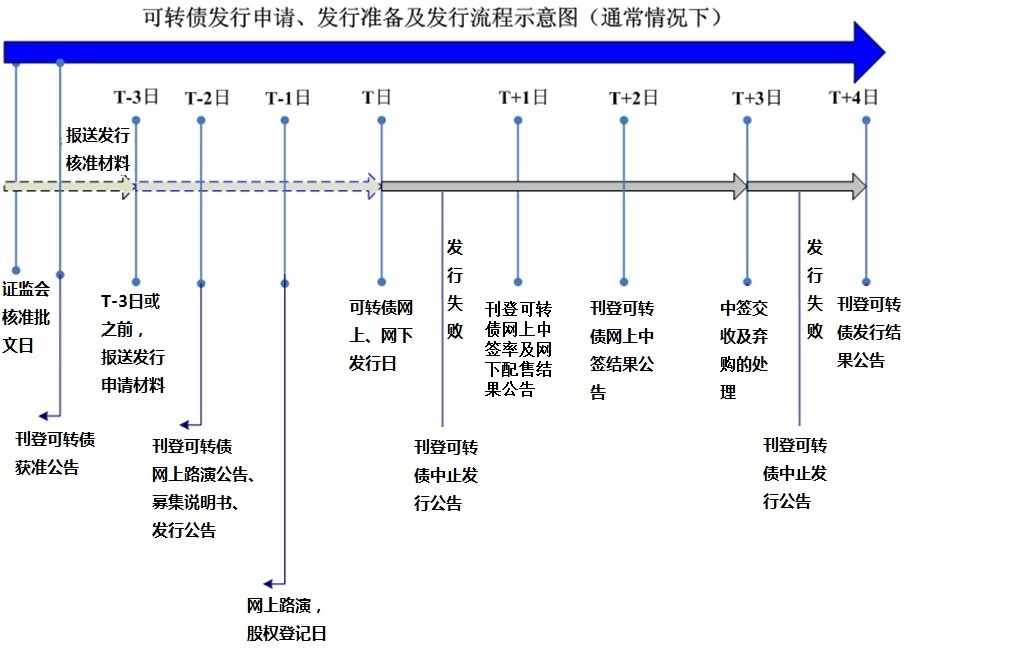 可转债发行申请、发行准备及发行流程示意图（通常情况下）
T-3日
T-2日
T-1日
T日
T+1日
T+2日
T+3日
T+4日
报送发行
核准材料
证监会
核准批
文日
刊登可转债
获准公告
T-3日或
之前，
报送发行
申请材料
刊登可转债
网上路演公告、
募集说明书、
发行公告
网上路演，
股权登记日
可转债网
上、网下
发行日
发
行
失
败
刊登可转
债中止发
行公告
刊登可转
债网上中
签率及网
下配售结
果公告
刊登可转
债网上中
签结果公
告
中签交
收及弃
购的处
理
发
行
失
败
刊登可转
债中止发
行公告
刊登可转
债发行结
果公告